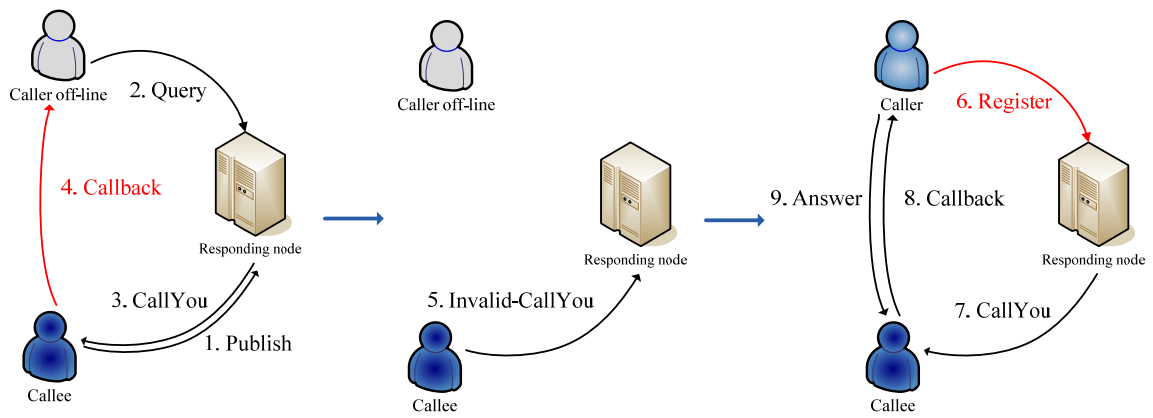 2. Query
Caller off-line
4. Callback
Responding node
3. CallYou
1. Publish
Callee
Caller off-line
Responding node
5. Invalid-CallYou
Callee
Caller
6. Register
9. Answer
8. Callback
Responding node
7. CallYou
Callee